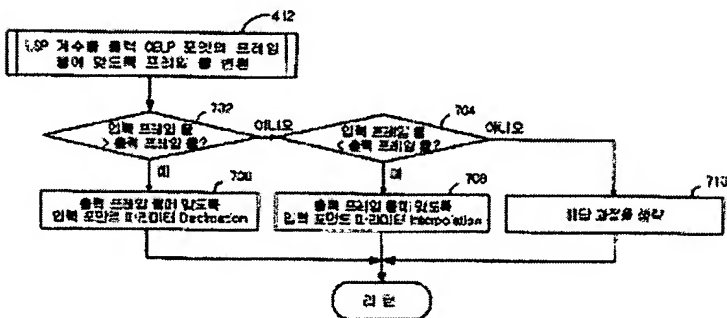 412
LSP 계수를 출력 CELP 포맷의 프레임
율에 맞도록 프레임 율 변환
702
704
입력 프레임 율
> 출력 프레임 율?
아니오
입력 프레임 율
< 출력 프레임 율?
아니오
예
예
706
708
710
출력 프레임 율에 맞도록
입력 포만트 파라미터 Decimation
출력 프레임 율에 맞도록
입력 포만트 파라미터 Interpolation
해당 과정을 생략
리턴